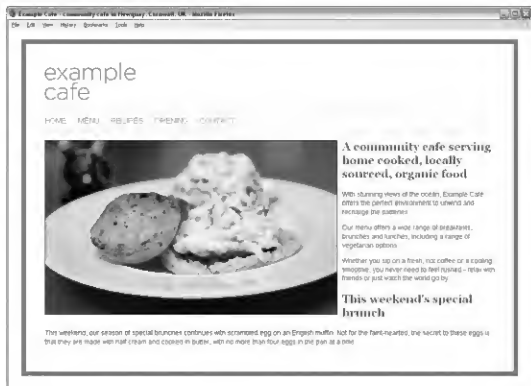 Example Cafe - community cafe in Newquay, Cornwall, UK - Mozilla Firefox
File Edit View History Bookmarks Tools Help
example
cafe
HOME MENU RECIPES OPENING CONTACT
A community cafe serving
home cooked, locally
sourced, organic food
With stunning views of the ocean, Example Cafe
offers the perfect environment to unwind and
recharge the batteries.
Our menu offers a wide range of breakfasts,
brunches and lunches, including a range of
vegetarian options.
Whether you sip on a fresh, hot coffee or a cooling
smoothie, you never need to feel rushed - relax with
friends or just watch the world go by.
This weekend's special
brunch
This weekend, our season of special brunches continues with scrambled egg on an English muffin. Not for the faint-hearted, the secret to these eggs is
that they are made with half cream and cooked in butter, with no more than four eggs in the pan at a time.